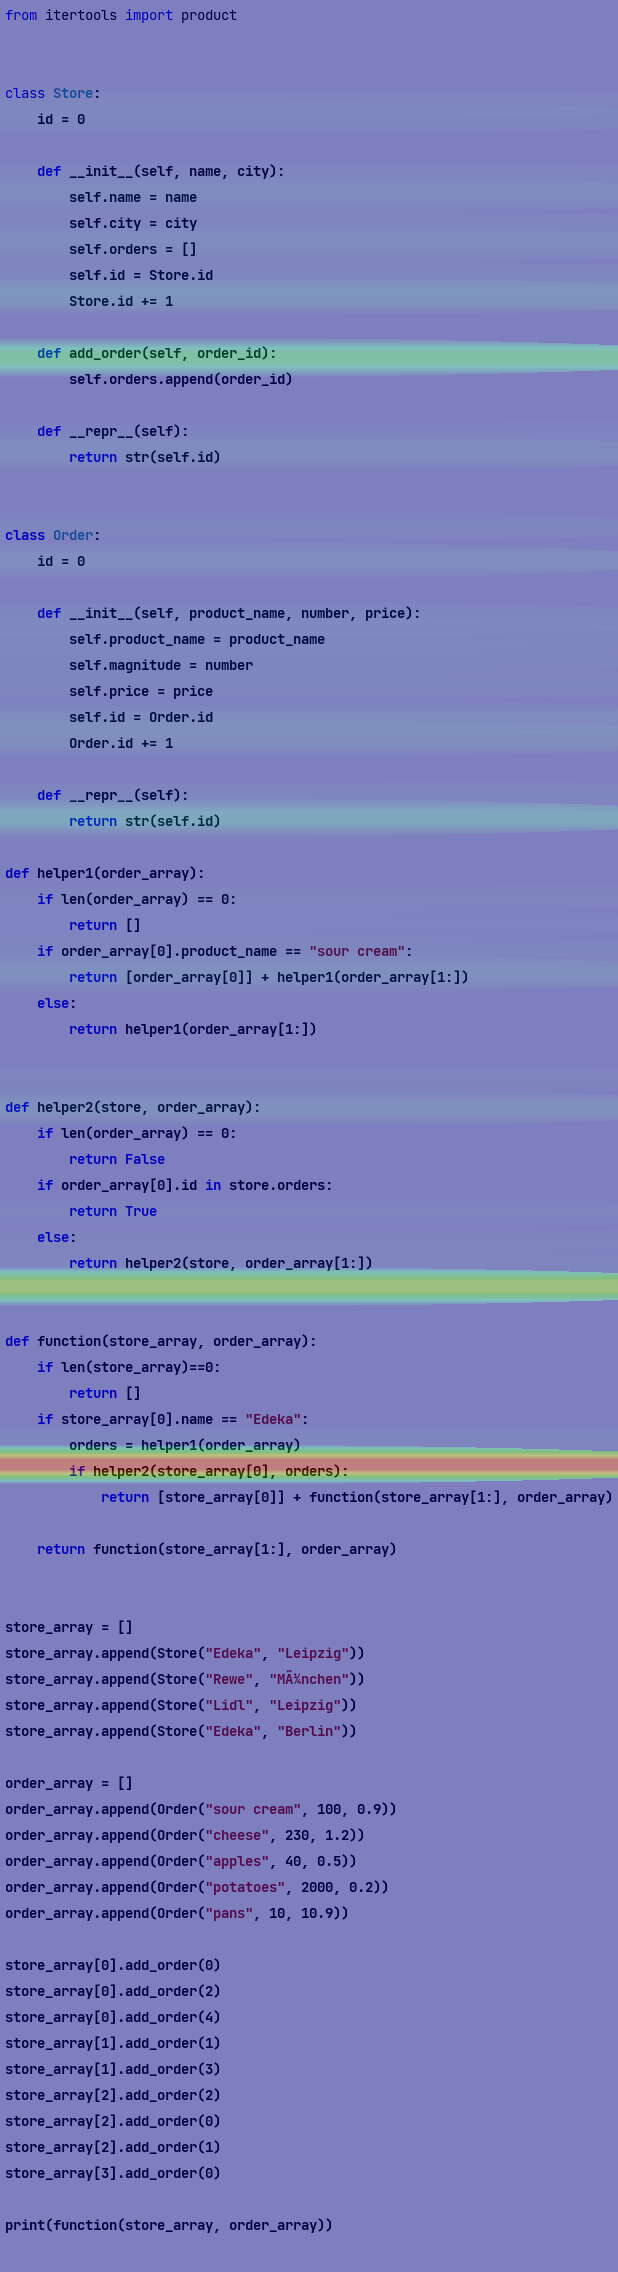 from itertools import product
class Store:
    id = 0
    def __init__(self, name, city):
        self.name = name
        self.city = city
        self.orders = []
        self.id = Store.id
        Store.id += 1
    def add_order(self, order_id):
        self.orders.append(order_id)
    def __repr__(self):
        return str(self.id)
class Order:
    id = 0
    def __init__(self, product_name, number, price):
        self.product_name = product_name
        self.magnitude = number
        self.price = price
        self.id = Order.id
        Order.id += 1
    def __repr__(self):
        return str(self.id)
def helper1(order_array):
    if len(order_array) == 0:
        return []
    if order_array[0].product_name == "sour cream":
        return [order_array[0]] + helper1(order_array[1:])
    else:
        return helper1(order_array[1:])
def helper2(store, order_array):
    if len(order_array) == 0:
        return False
    if order_array[0].id in store.orders:
        return True
    else:
        return helper2(store, order_array[1:])
def function(store_array, order_array):
    if len(store_array)==0:
        return []
    if store_array[0].name == "Edeka":
        orders = helper1(order_array)
        if helper2(store_array[0], orders):
            return [store_array[0]] + function(store_array[1:], order_array)
    return function(store_array[1:], order_array)
store_array = []
store_array.append(Store("Edeka", "Leipzig"))
store_array.append(Store("Rewe", "MÃ¼nchen"))
store_array.append(Store("Lidl", "Leipzig"))
store_array.append(Store("Edeka", "Berlin"))
order_array = []
order_array.append(Order("sour cream", 100, 0.9))
order_array.append(Order("cheese", 230, 1.2))
order_array.append(Order("apples", 40, 0.5))
order_array.append(Order("potatoes", 2000, 0.2))
order_array.append(Order("pans", 10, 10.9))
store_array[0].add_order(0)
store_array[0].add_order(2)
store_array[0].add_order(4)
store_array[1].add_order(1)
store_array[1].add_order(3)
store_array[2].add_order(2)
store_array[2].add_order(0)
store_array[2].add_order(1)
store_array[3].add_order(0)
print(function(store_array, order_array))